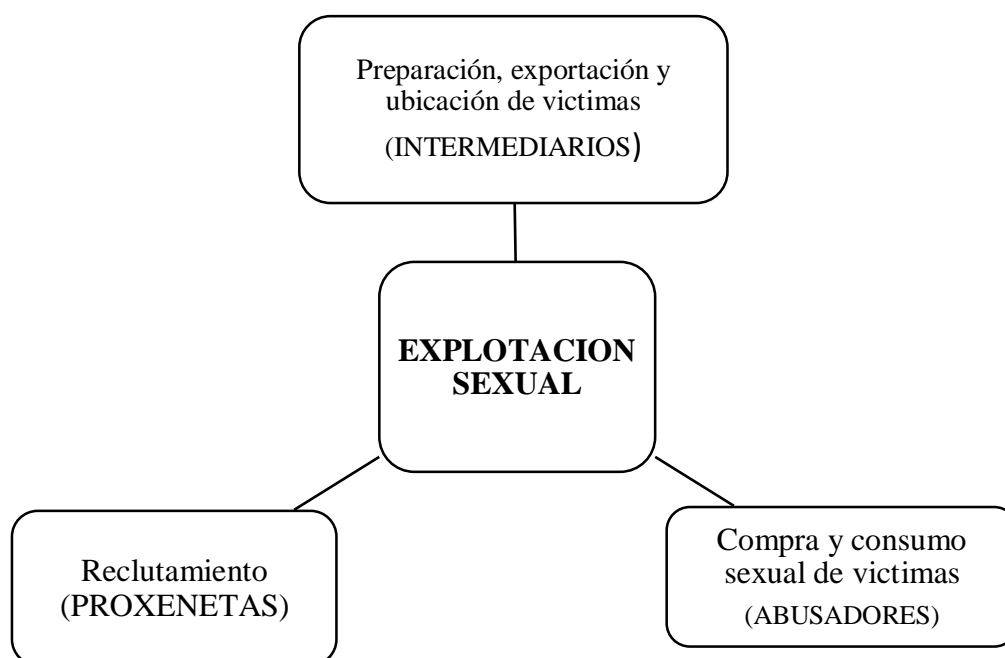 Preparación, exportación y
ubicación de victimas
(INTERMEDIARIOS)
EXPLOTACION
SEXUAL
Reclutamiento
(PROXENETAS)
Compra y consumo
sexual de victimas
(ABUSADORES)